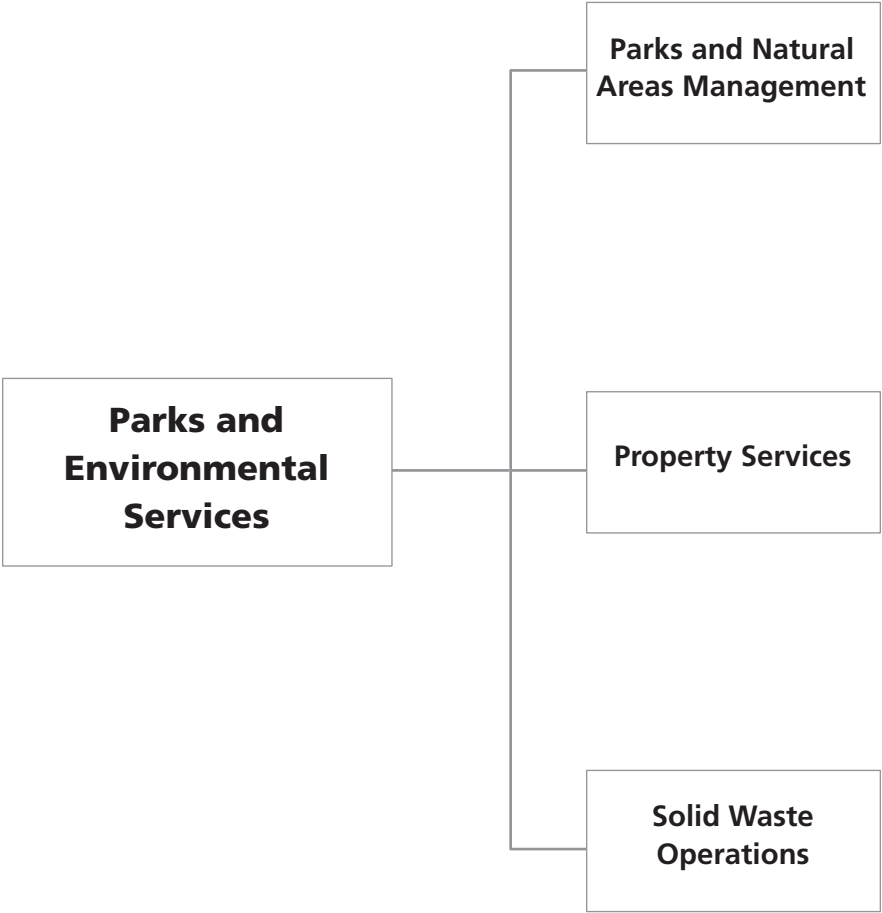 Parks and Natural
Areas Management
Parks and
Environmental
Services
Property Services
Solid Waste
Operations